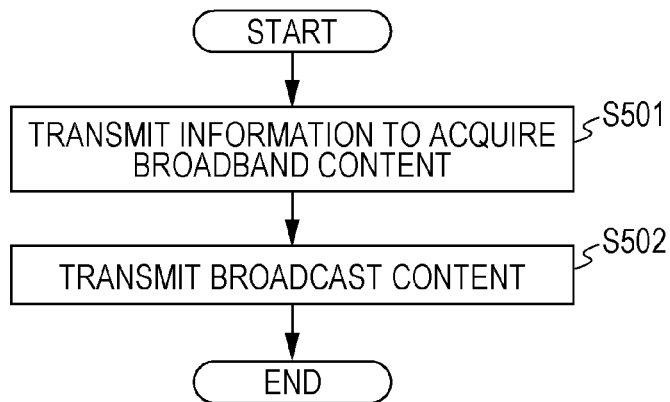 START
TRANSMIT INFORMATION TO ACQUIRE
BROADBAND CONTENT
S501
TRANSMIT BROADCAST CONTENT
S502
END